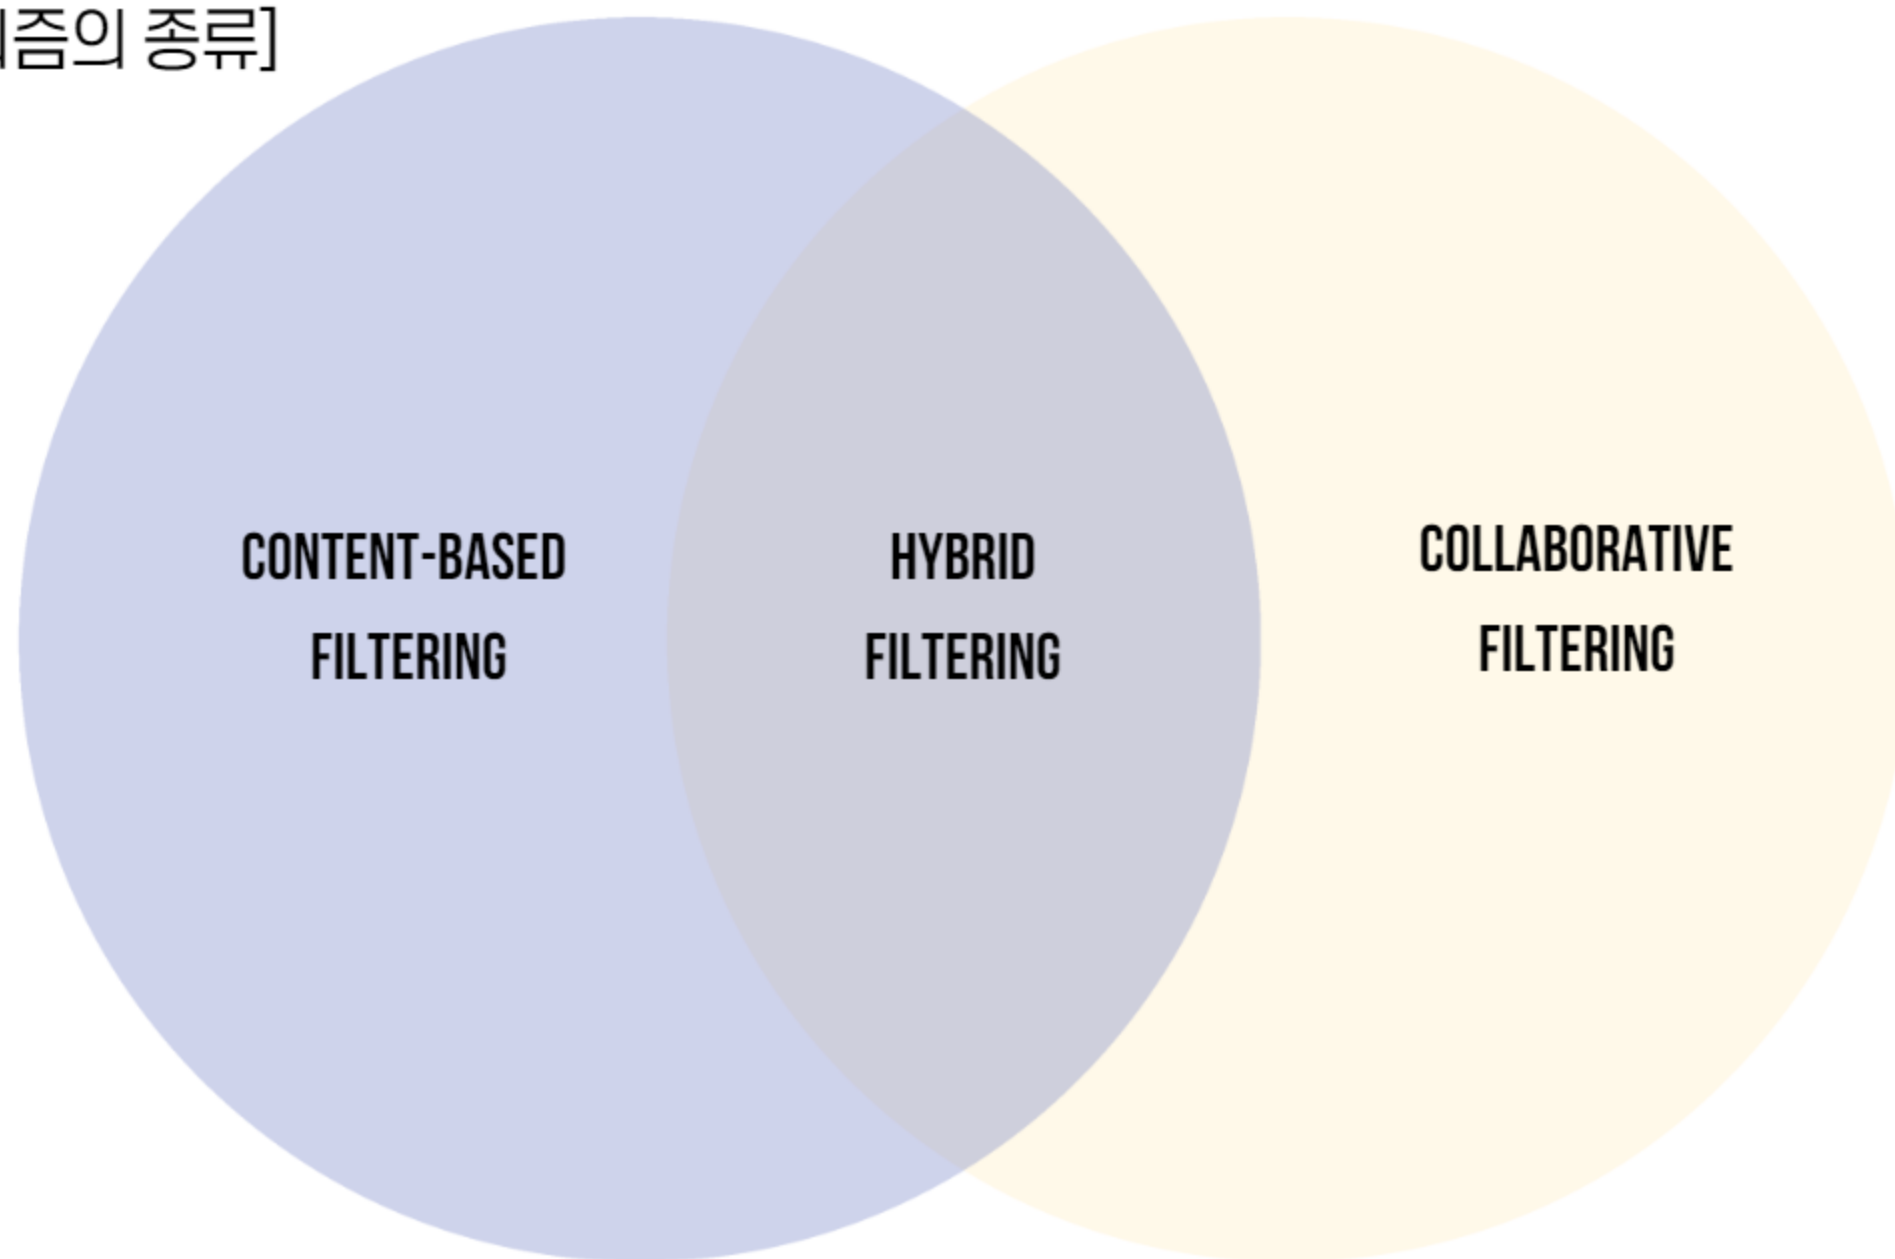 즘의 종류]
CONTENT-BASED
FILTERING
HYBRID
FILTERING
COLLABORATIVE
FILTERING